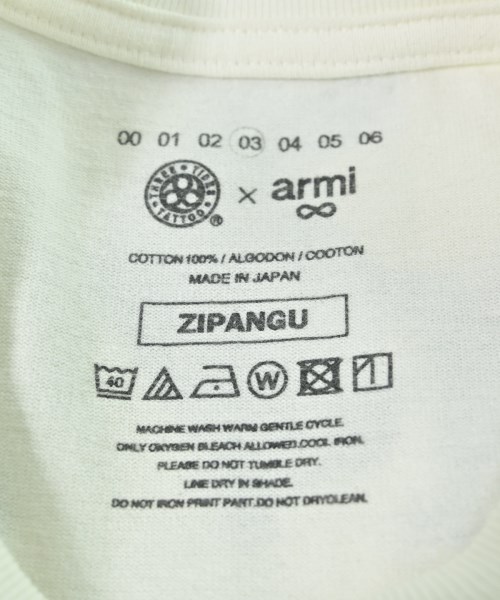 00 01 02 03 04 05 06
THREE TIDES TATTOO ® × armi
COTTON 100% / ALGODON / COOTON
MADE IN JAPAN
ZIPANGU
40 W
MACHINE WASH WARM GENTLE CYCLE.
ONLY OXYGEN BLEACH ALLOWED.COOL IRON.
PLEASE DO NOT TUMBLE DRY.
LINE DRY IN SHADE.
DO NOT IRON PRINT PART.DO NOT DRYCLEAN.